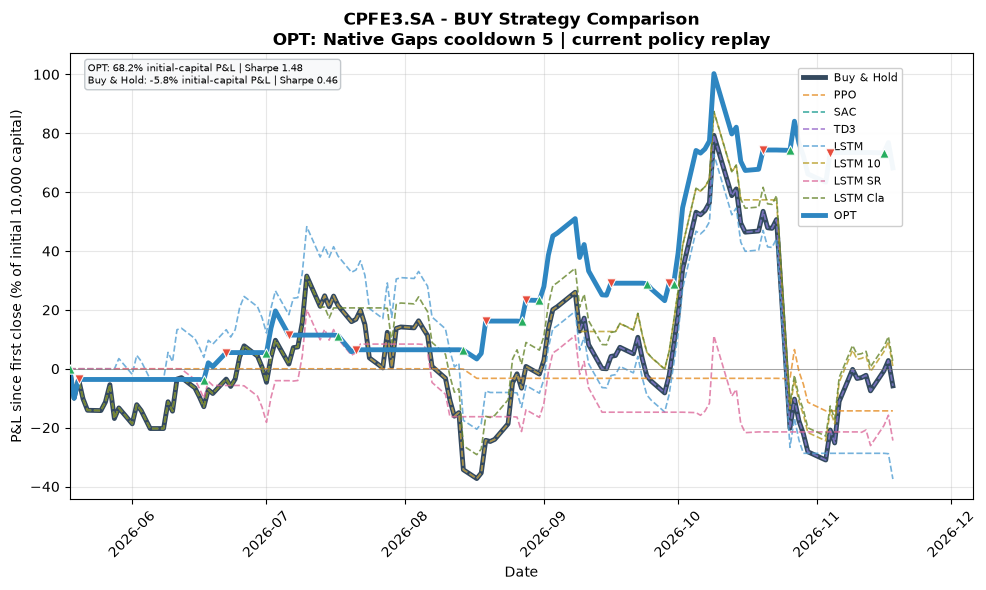 CPFE3.SA - BUY Strategy Comparison
OPT: Native Gaps cooldown 5 | current policy replay
OPT: 68.2% initial-capital P&L | Sharpe 1.48
Buy & Hold: -5.8% initial-capital P&L | Sharpe 0.46
Buy & Hold
PPO
SAC
TD3
LSTM
LSTM 10
LSTM SR
LSTM Cla
OPT
P&L since first close (% of initial 10,000 capital)
100
80
60
40
20
0
−20
−40
2026-06
2026-07
2026-08
2026-09
2026-10
2026-11
2026-12
Date